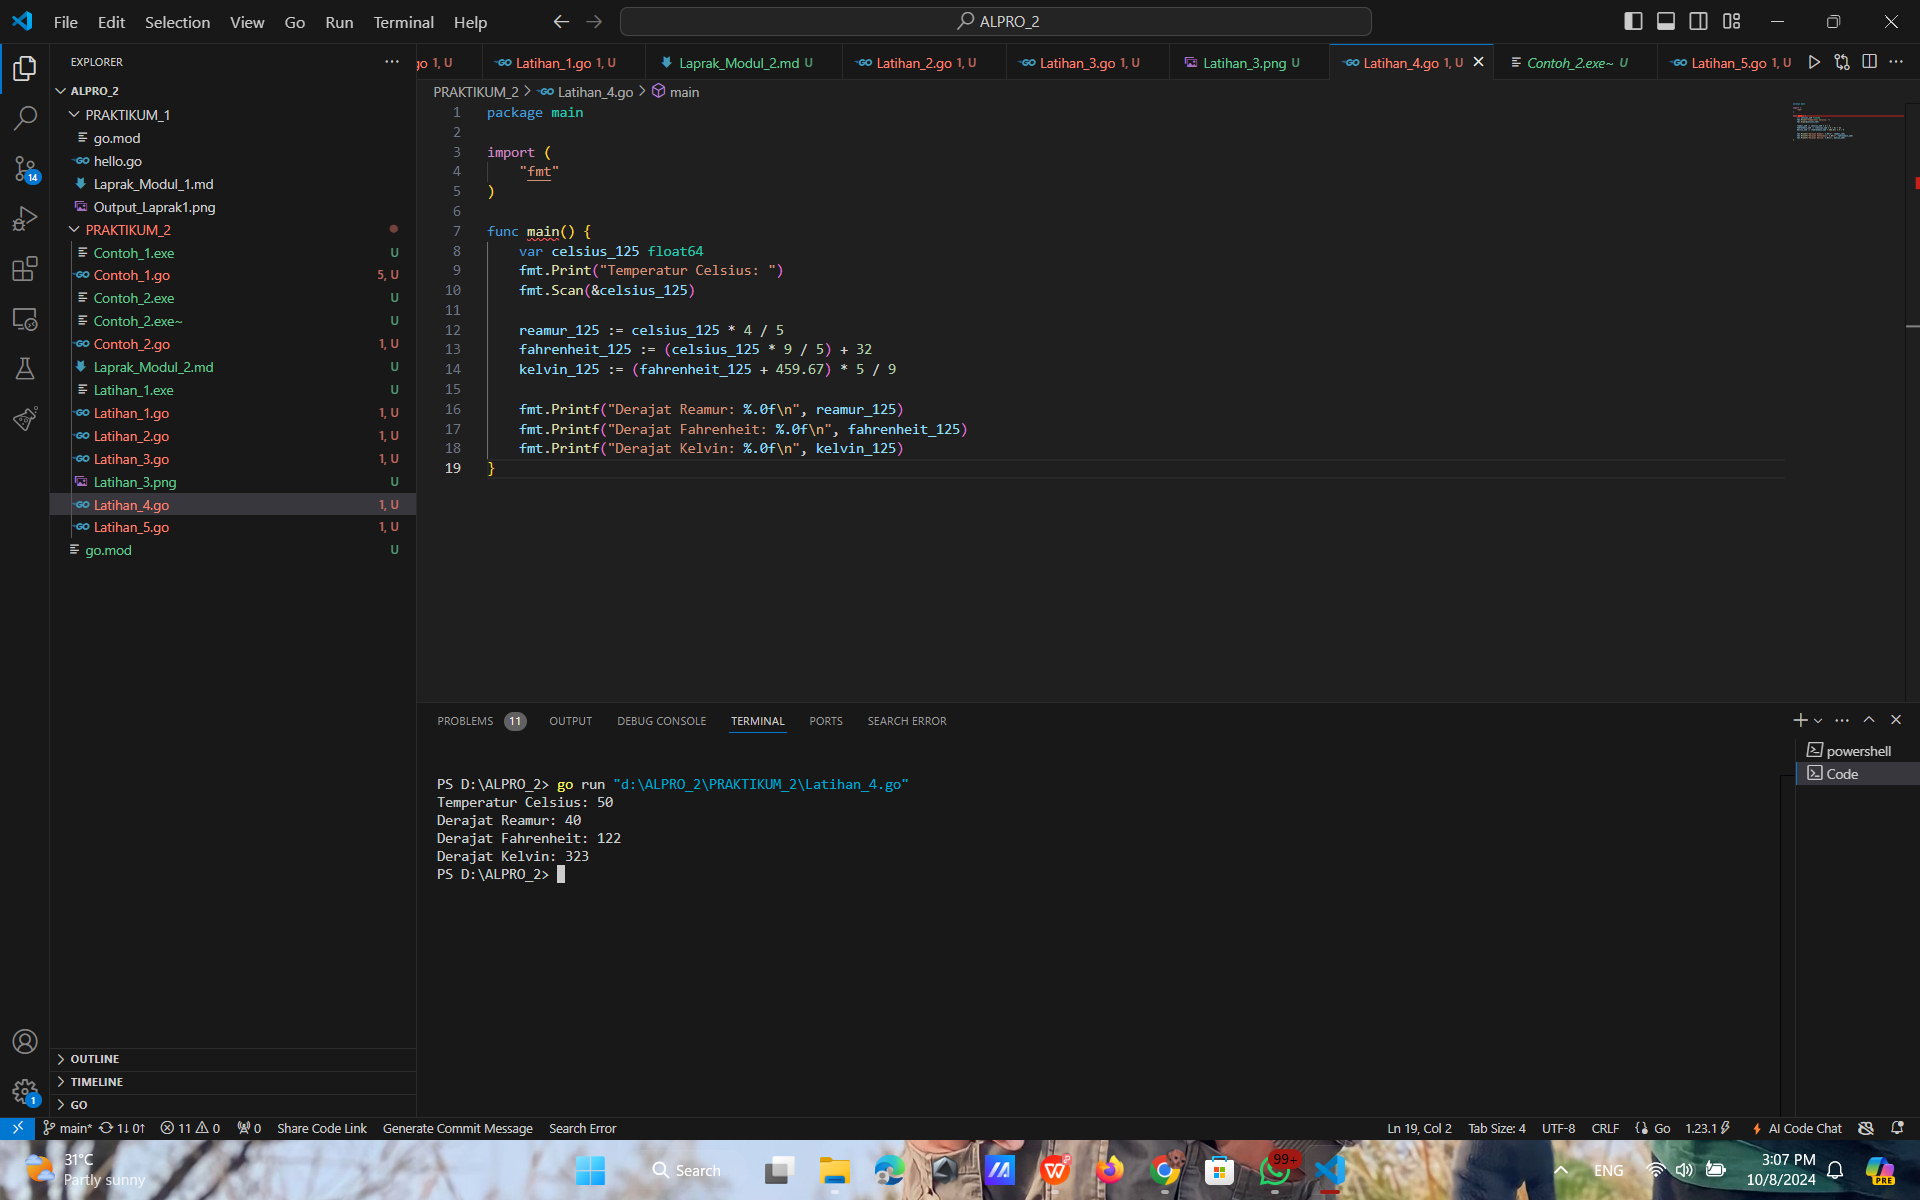 File Edit Selection View Go Run Terminal Help
ALPRO_2
EXPLORER
ALPRO_2
PRAKTIKUM_1
go.mod
hello.go
Laprak_Modul_1.md
Output_Laprak1.png
PRAKTIKUM_2
Contoh_1.exe U
Contoh_1.go 5, U
Contoh_2.exe U
Contoh_2.exe~ U
Contoh_2.go 1, U
Laprak_Modul_2.md U
Latihan_1.exe U
Latihan_1.go 1, U
Latihan_2.go 1, U
Latihan_3.go 1, U
Latihan_3.png U
Latihan_4.go 1, U
Latihan_5.go 1, U
go.mod U
OUTLINE
TIMELINE
GO
go 1, U Latihan_1.go 1, U Laprak_Modul_2.md U Latihan_2.go 1, U Latihan_3.go 1, U Latihan_3.png U Latihan_4.go 1, U Contoh_2.exe~ U Latihan_5.go 1, U
PRAKTIKUM_2 > Latihan_4.go > main
1 package main
2
3 import (
4 "fmt"
5 )
6
7 func main() {
8 var celsius_125 float64
9 fmt.Print("Temperatur Celsius: ")
10 fmt.Scan(&celsius_125)
11
12 reamur_125 := celsius_125 * 4 / 5
13 fahrenheit_125 := (celsius_125 * 9 / 5) + 32
14 kelvin_125 := (fahrenheit_125 + 459.67) * 5 / 9
15
16 fmt.Printf("Derajat Reamur: %.0f\n", reamur_125)
17 fmt.Printf("Derajat Fahrenheit: %.0f\n", fahrenheit_125)
18 fmt.Printf("Derajat Kelvin: %.0f\n", kelvin_125)
19 }
PROBLEMS 11 OUTPUT DEBUG CONSOLE TERMINAL PORTS SEARCH ERROR
powershell
Code
PS D:\ALPRO_2> go run "d:\ALPRO_2\PRAKTIKUM_2\Latihan_4.go"
Temperatur Celsius: 50
Derajat Reamur: 40
Derajat Fahrenheit: 122
Derajat Kelvin: 323
PS D:\ALPRO_2>
14
1
main* 1↓ 0↑ 11 0 0 Share Code Link Generate Commit Message Search Error Ln 19, Col 2 Tab Size: 4 UTF-8 CRLF Go 1.23.1 AI Code Chat
31°C
Partly sunny
Search
99+
ENG
3:07 PM
10/8/2024
PRE